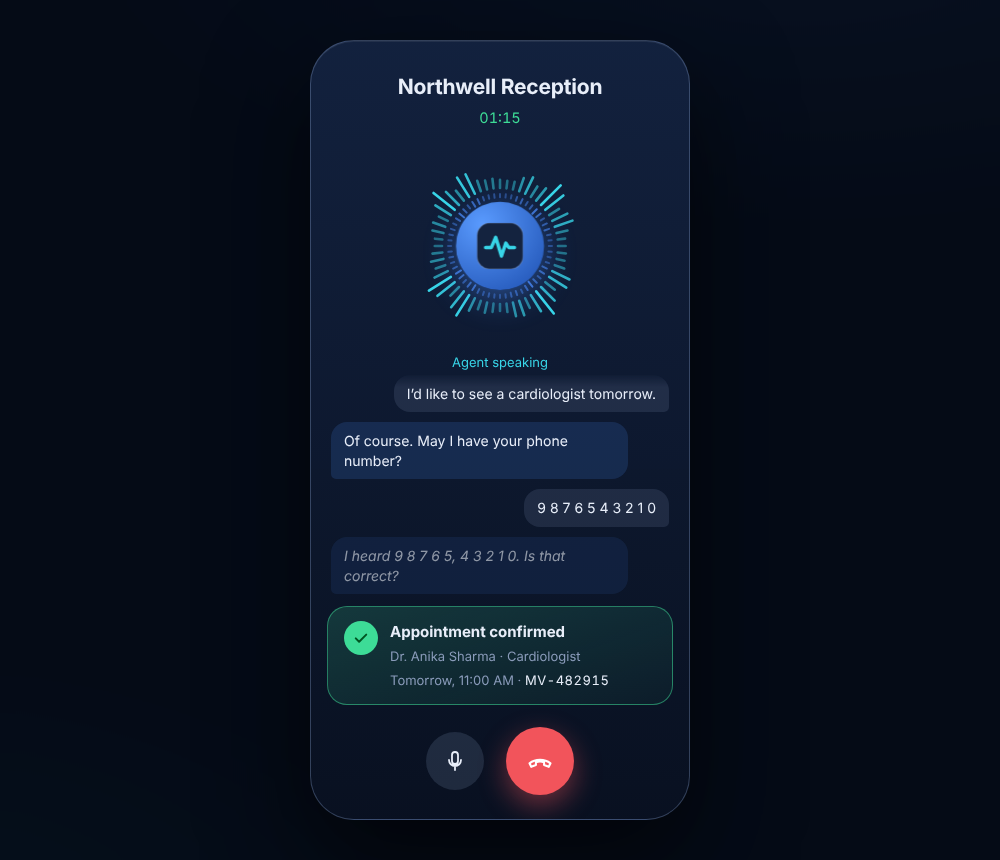 Northwell Reception
01:15
Agent speaking
I’d like to see a cardiologist tomorrow.
Of course. May I have your phone
number?
9 8 7 6 5 4 3 2 1 0
I heard 9 8 7 6 5, 4 3 2 1 0. Is that
correct?
Appointment confirmed
Dr. Anika Sharma · Cardiologist
Tomorrow, 11:00 AM · MV-482915